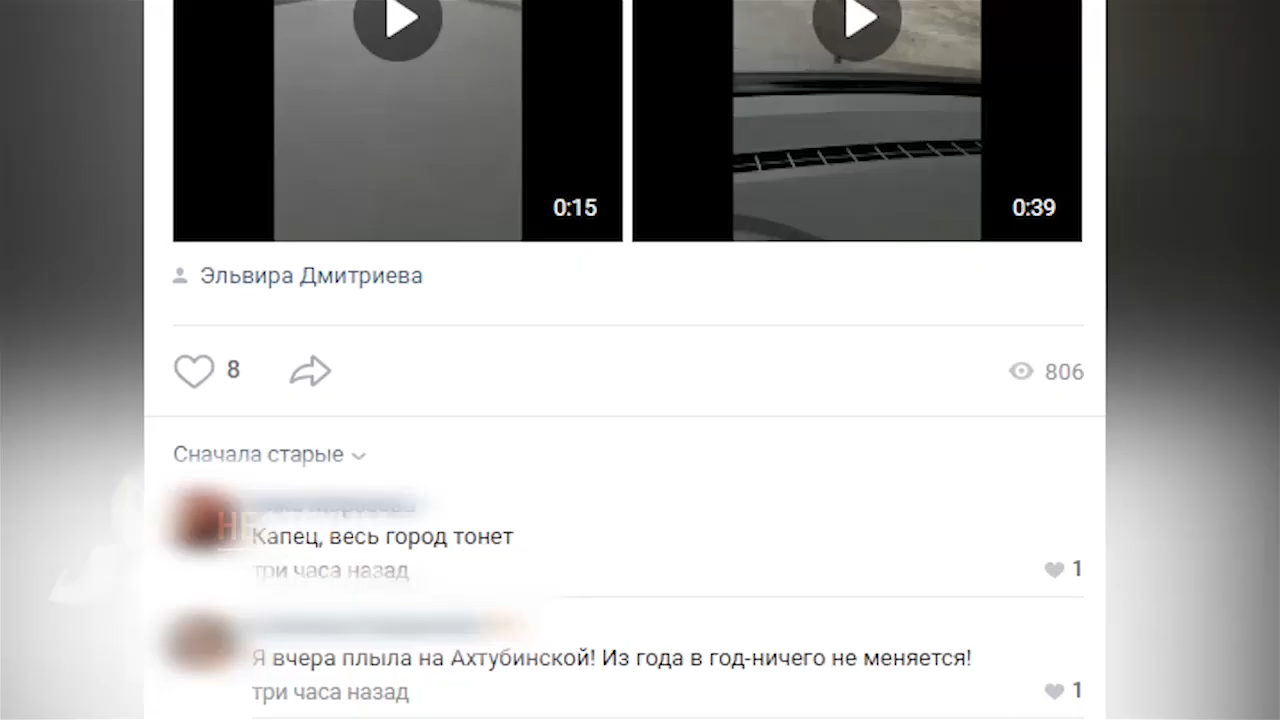 0:15
0:39
Эльвира Дмитриева
8
806
Сначала старые
Капец, весь город тонет
три часа назад
1
Я вчера плыла на Ахтубинской! Из года в год-ничего не меняется!
три часа назад
1